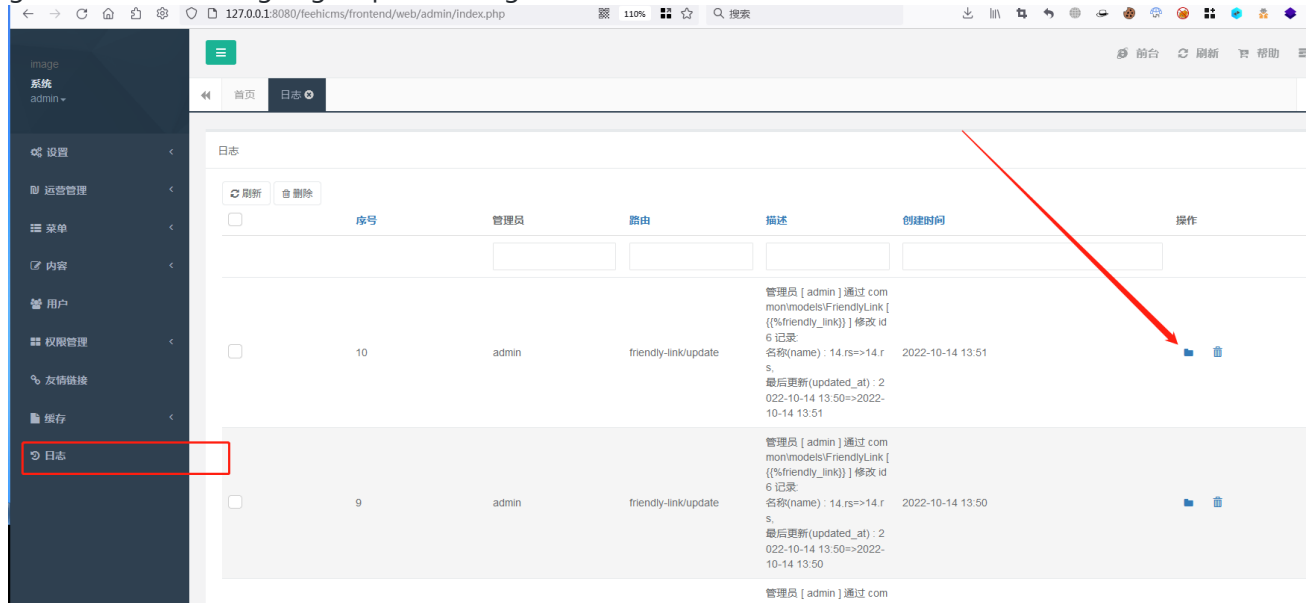 127.0.0.1:8080/feehicms/frontend/web/admin/index.php
110%
搜索
image
系统
admin
前台 刷新 帮助
首页 日志
设置
运营管理
菜单
内容
用户
权限管理
友情链接
缓存
日志
日志
刷新 删除
序号 管理员 路由 描述 创建时间 操作
管理员 [ admin ] 通过 com
mon\models\FriendlyLink [
{{%friendly_link}} ] 修改 id
6 记录:
10 admin friendly-link/update 名称(name) : 14.rs=>14.r 2022-10-14 13:51
s,
最后更新(updated_at) : 2
022-10-14 13:50=>2022-
10-14 13:51
管理员 [ admin ] 通过 com
mon\models\FriendlyLink [
{{%friendly_link}} ] 修改 id
6 记录:
9 admin friendly-link/update 名称(name) : 14.rs=>14.r 2022-10-14 13:50
s,
最后更新(updated_at) : 2
022-10-14 13:50=>2022-
10-14 13:50
管理员 [ admin ] 通过 com